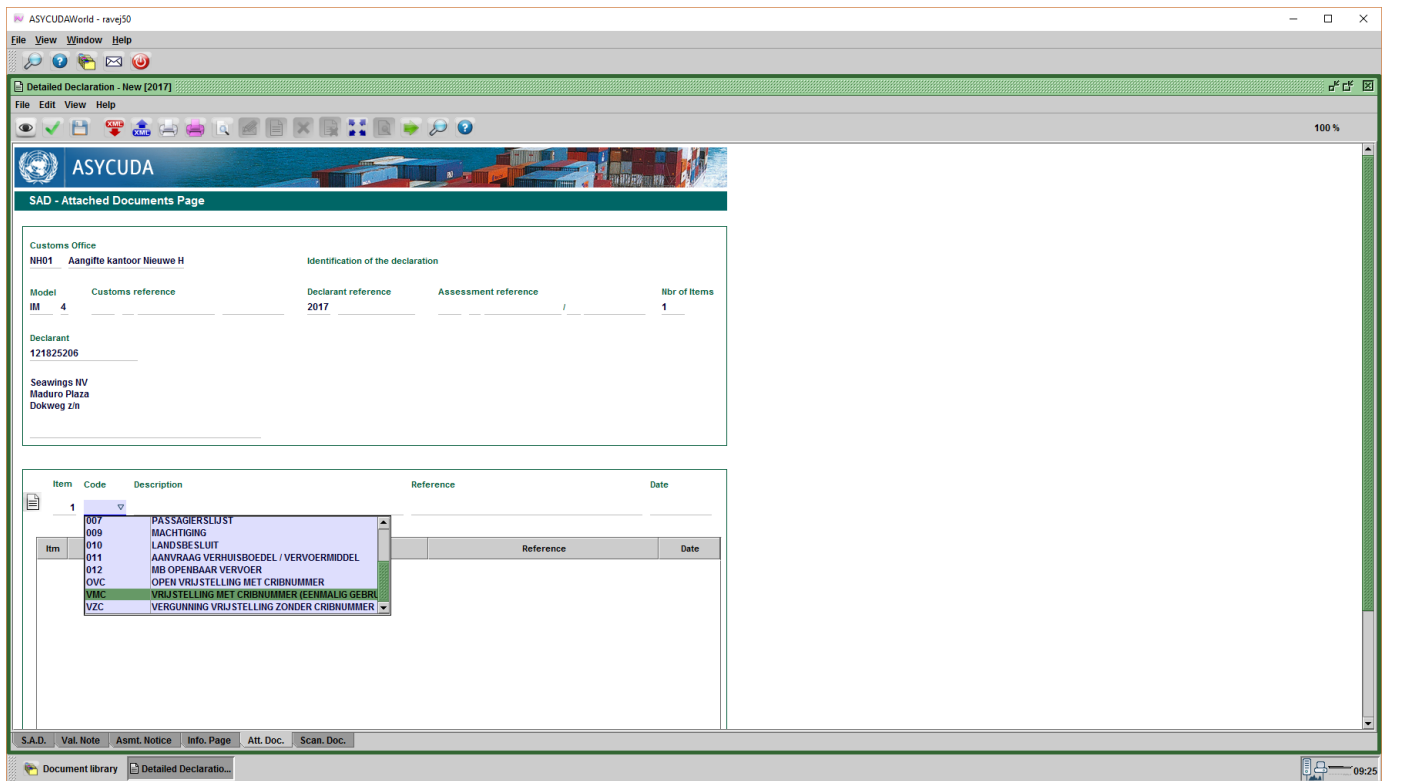 ASYCUDAWorld - ravej50
File View Window Help
Detailed Declaration - New [2017]
File Edit View Help
XML XML 100 %
ASYCUDA
SAD - Attached Documents Page
Customs Office
NH01 Aangifte kantoor Nieuwe H Identification of the declaration
Model Customs reference Declarant reference Assessment reference Nbr of Items
IM 4 2017 / 1
Declarant
121825206
Seawings NV
Maduro Plaza
Dokweg z/n
Item Code Description Reference Date
1
007 PASSAGIERSLIJST
009 MACHTIGING
010 LANDSBESLUIT
011 AANVRAAG VERHUISBOEDEL / VERVOERMIDDEL
012 MB OPENBAAR VERVOER
OVC OPEN VRIJSTELLING MET CRIBNUMMER
VMC VRIJSTELLING MET CRIBNUMMER (EENMALIG GEBRU
VZC VERGUNNING VRIJSTELLING ZONDER CRIBNUMMER
Itm Reference Date
S.A.D. Val. Note Asmt. Notice Info. Page Att. Doc. Scan. Doc.
Document library Detailed Declaratio... 09:25